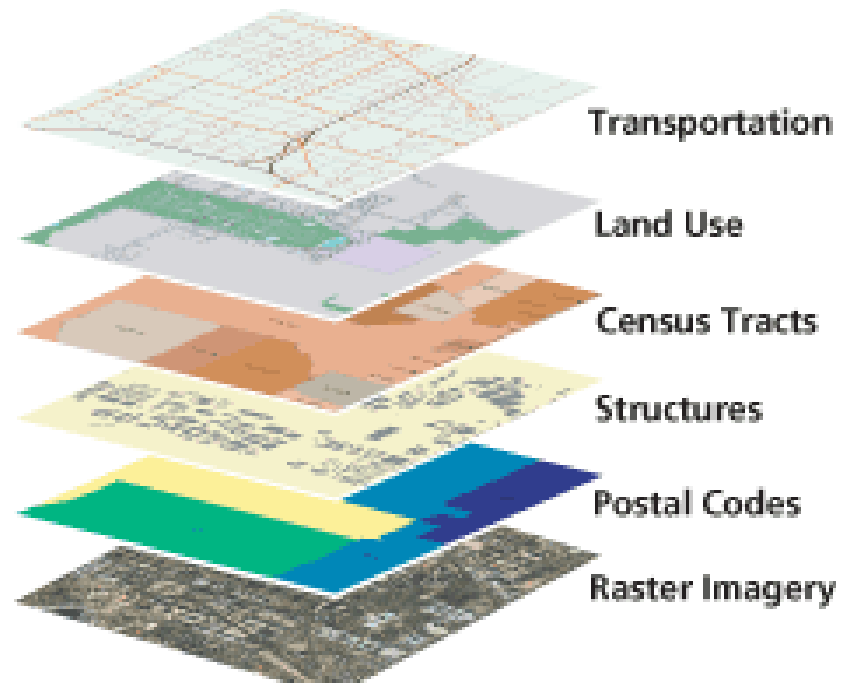 Transportation
Land Use
Census Tracts
Structures
Postal Codes
Raster Imagery